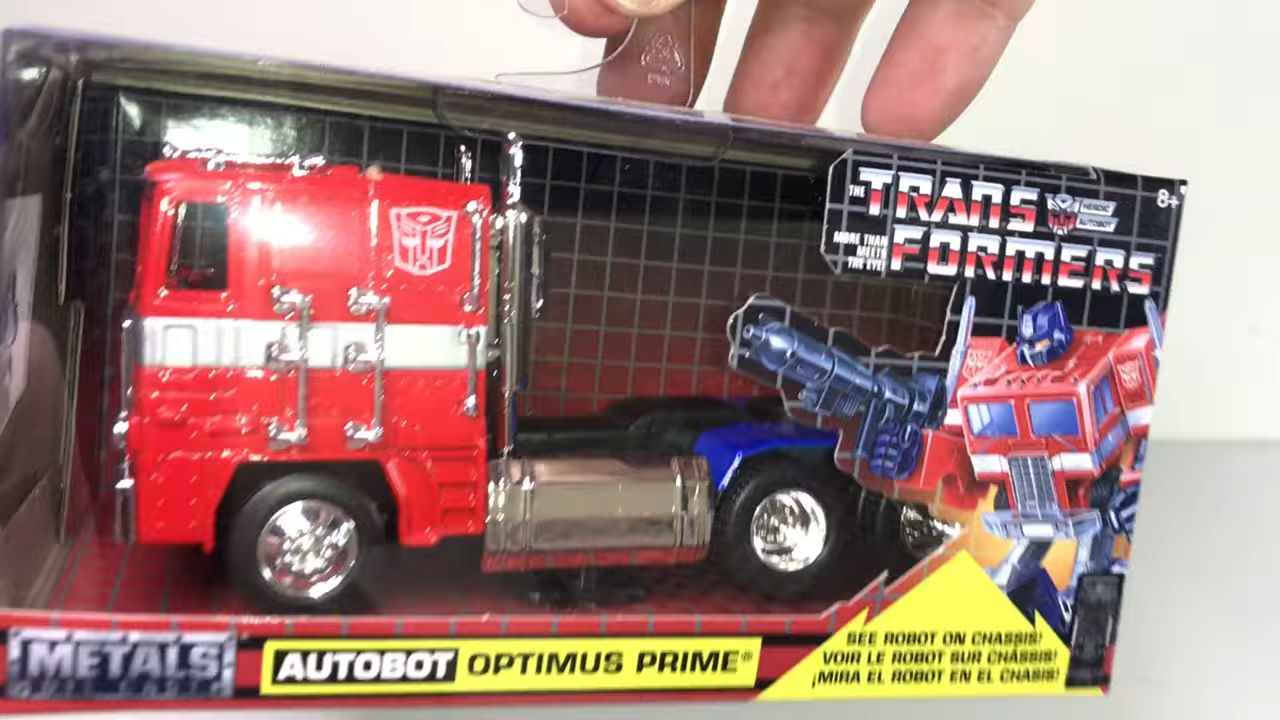 8+
THE TRANS
HEROIC
AUTOBOT
MORE THAN
MEETS
THE EYE!
FORMERS
METALS
AUTOBOT OPTIMUS PRIME®
SEE ROBOT ON CHASSIS!
VOIR LE ROBOT SUR CHÂSSIS!
¡MIRA EL ROBOT EN EL CHASIS!